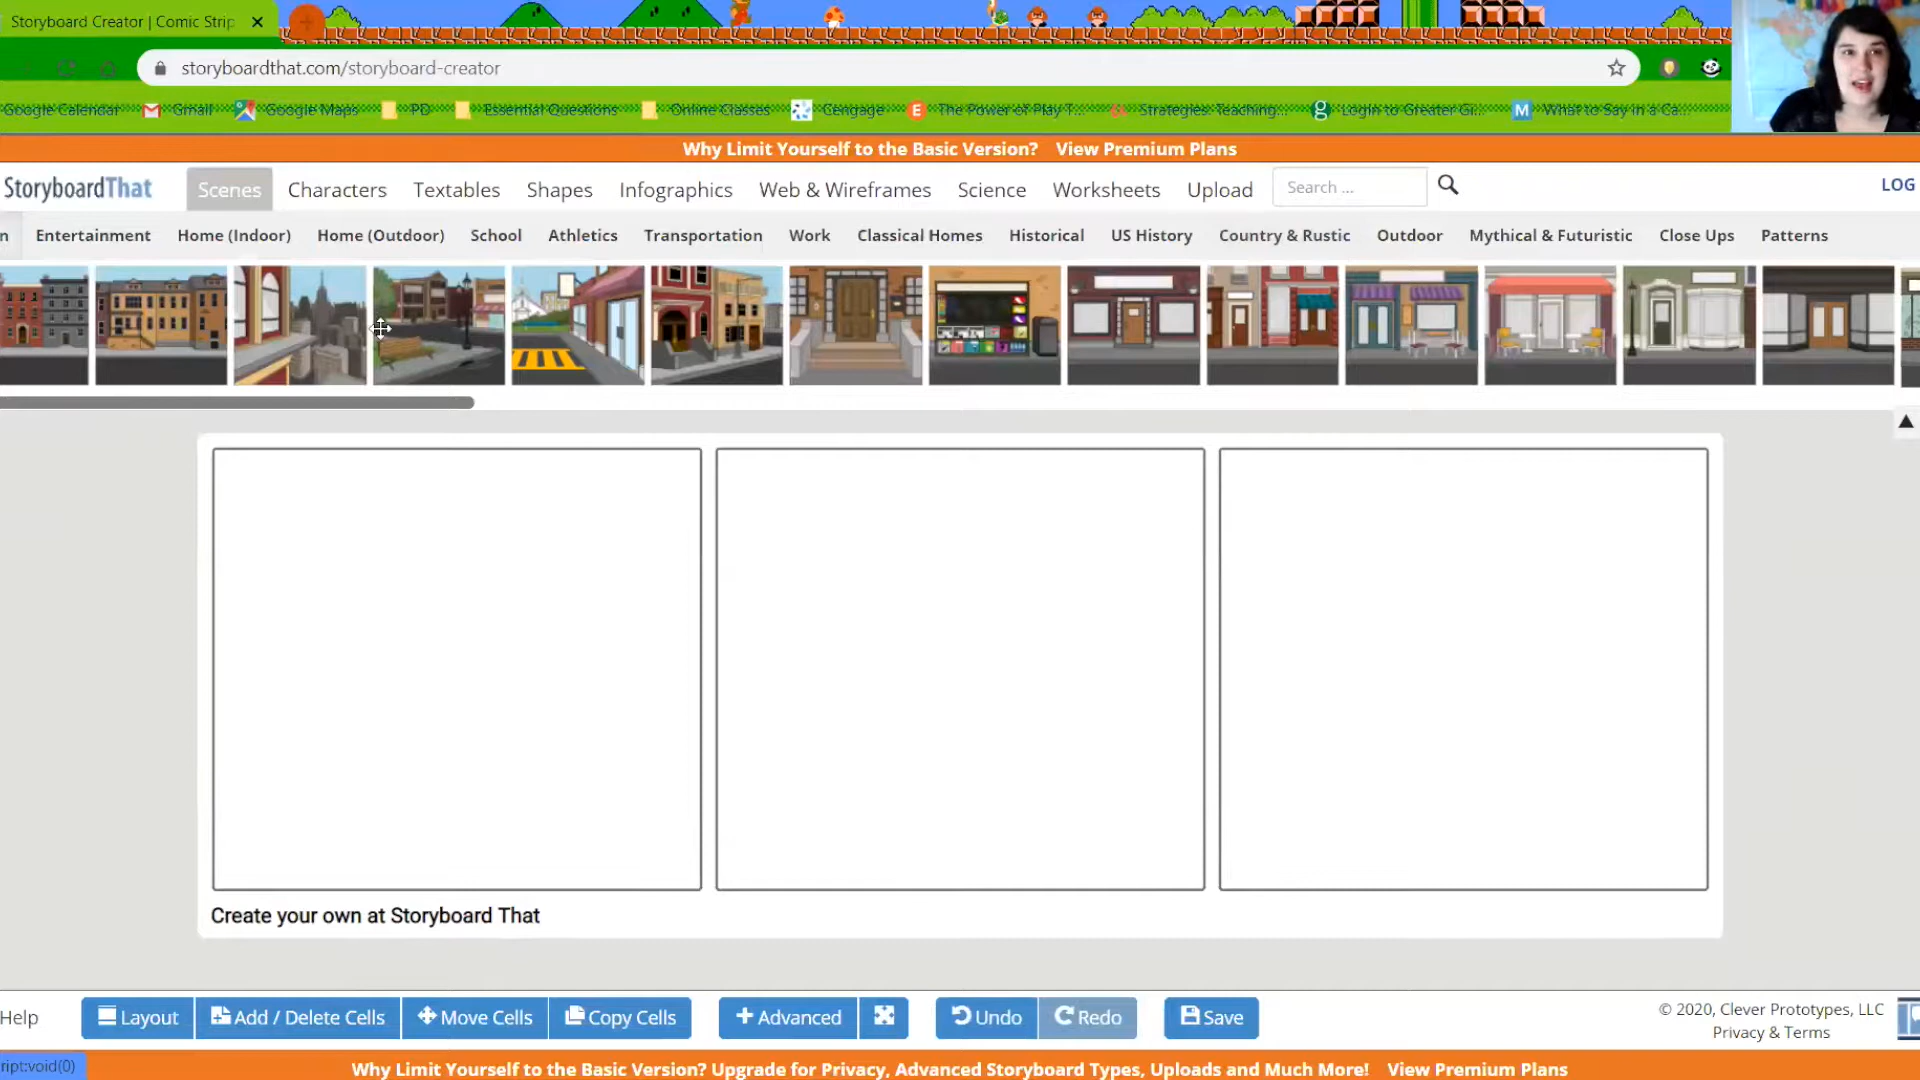 Storyboard Creator | Comic Strip
storyboardthat.com/storyboard-creator
Google Calendar Gmail Google Maps PD Essential Questions Online Classes Cengage The Power of Play T... Strategies: Teaching... Login to Greater Gi... What to Say in a Ca...
Why Limit Yourself to the Basic Version? View Premium Plans
StoryboardThat Scenes Characters Textables Shapes Infographics Web & Wireframes Science Worksheets Upload Search ... LOG
n Entertainment Home (Indoor) Home (Outdoor) School Athletics Transportation Work Classical Homes Historical US History Country & Rustic Outdoor Mythical & Futuristic Close Ups Patterns
Create your own at Storyboard That
Help Layout Add / Delete Cells Move Cells Copy Cells Advanced Undo Redo Save
© 2020, Clever Prototypes, LLC
Privacy & Terms
ript:void(0)
Why Limit Yourself to the Basic Version? Upgrade for Privacy, Advanced Storyboard Types, Uploads and Much More! View Premium Plans